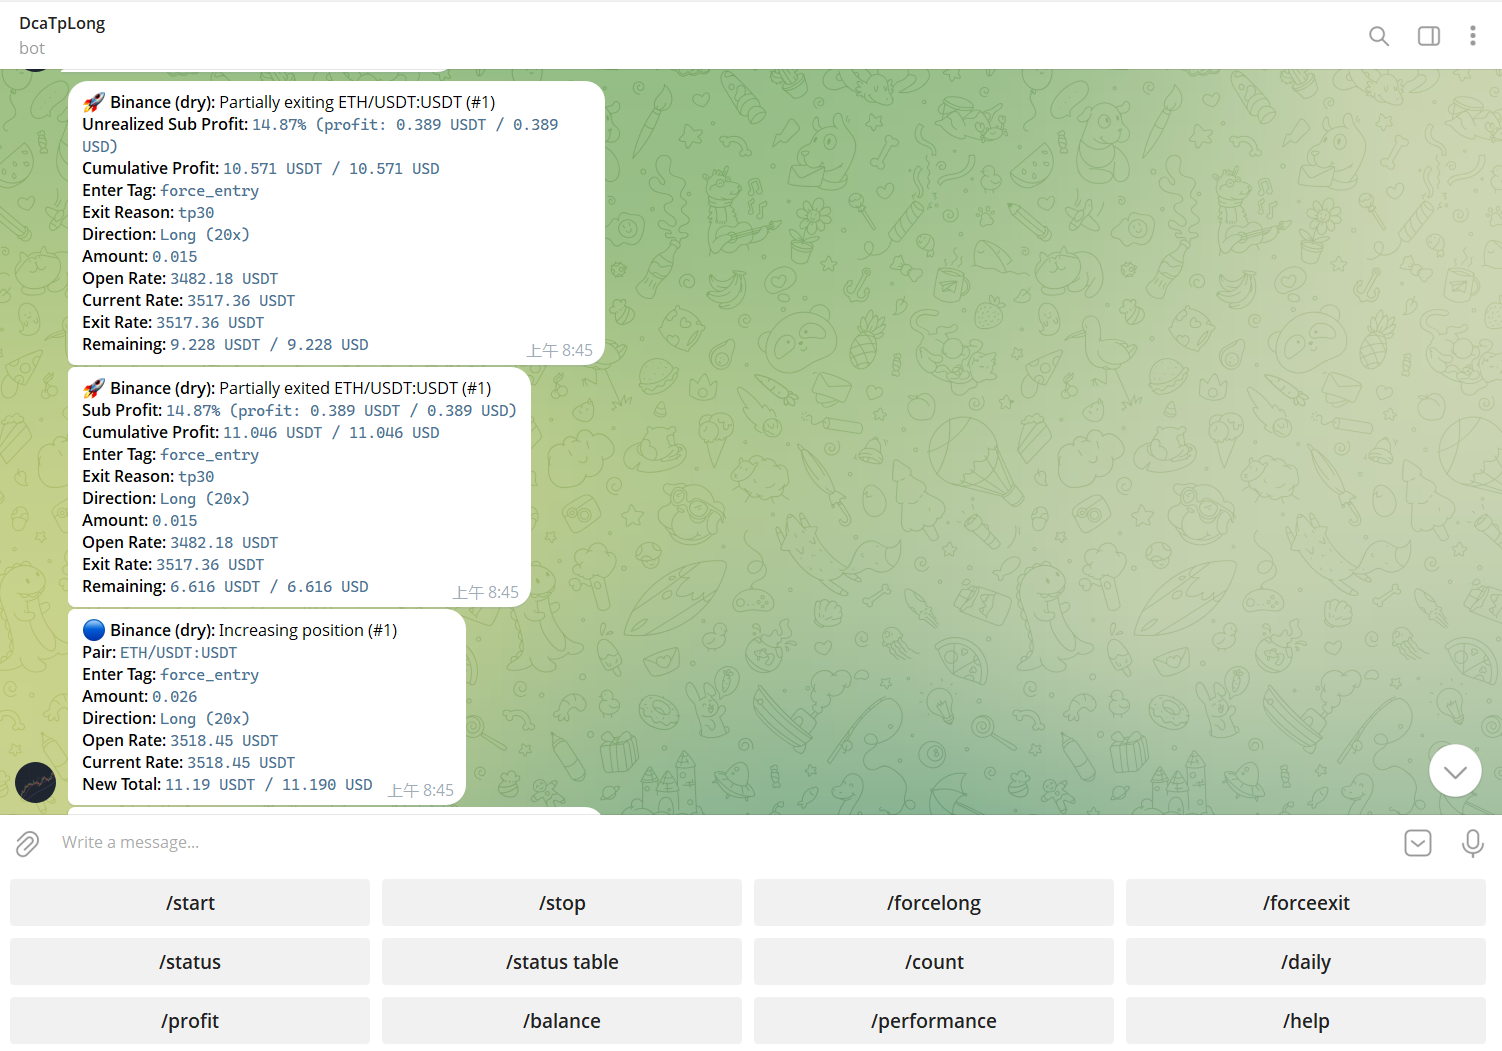 DcaTpLong
bot
🚀 Binance (dry): Partially exiting ETH/USDT:USDT (#1)
Unrealized Sub Profit: 14.87% (profit: 0.389 USDT / 0.389
USD)
Cumulative Profit: 10.571 USDT / 10.571 USD
Enter Tag: force_entry
Exit Reason: tp30
Direction: Long (20x)
Amount: 0.015
Open Rate: 3482.18 USDT
Current Rate: 3517.36 USDT
Exit Rate: 3517.36 USDT
Remaining: 9.228 USDT / 9.228 USD
上午 8:45
🚀 Binance (dry): Partially exited ETH/USDT:USDT (#1)
Sub Profit: 14.87% (profit: 0.389 USDT / 0.389 USD)
Cumulative Profit: 11.046 USDT / 11.046 USD
Enter Tag: force_entry
Exit Reason: tp30
Direction: Long (20x)
Amount: 0.015
Open Rate: 3482.18 USDT
Exit Rate: 3517.36 USDT
Remaining: 6.616 USDT / 6.616 USD
上午 8:45
🔵 Binance (dry): Increasing position (#1)
Pair: ETH/USDT:USDT
Enter Tag: force_entry
Amount: 0.026
Direction: Long (20x)
Open Rate: 3518.45 USDT
Current Rate: 3518.45 USDT
New Total: 11.19 USDT / 11.190 USD
上午 8:45
Write a message...
/start /stop /forcelong /forceexit
/status /status table /count /daily
/profit /balance /performance /help